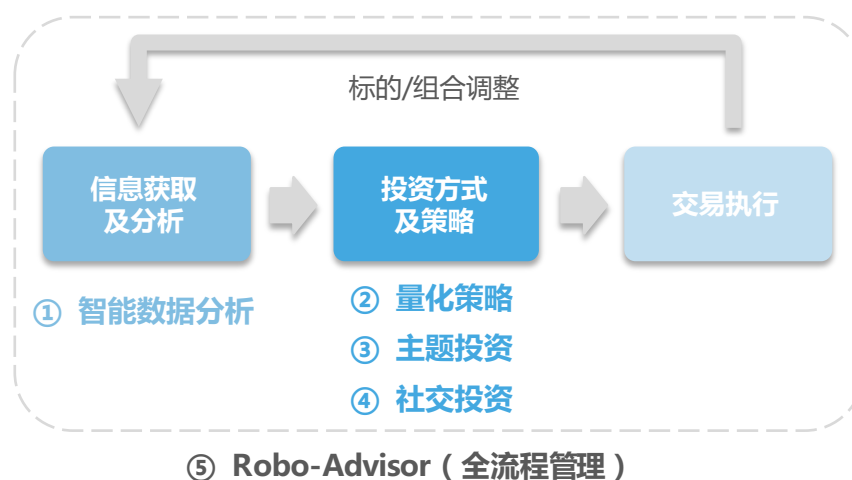 标的/组合调整
信息获取
及分析
投资方式
及策略
交易执行
① 智能数据分析
② 量化策略
③ 主题投资
④ 社交投资
⑤ Robo-Advisor（全流程管理）